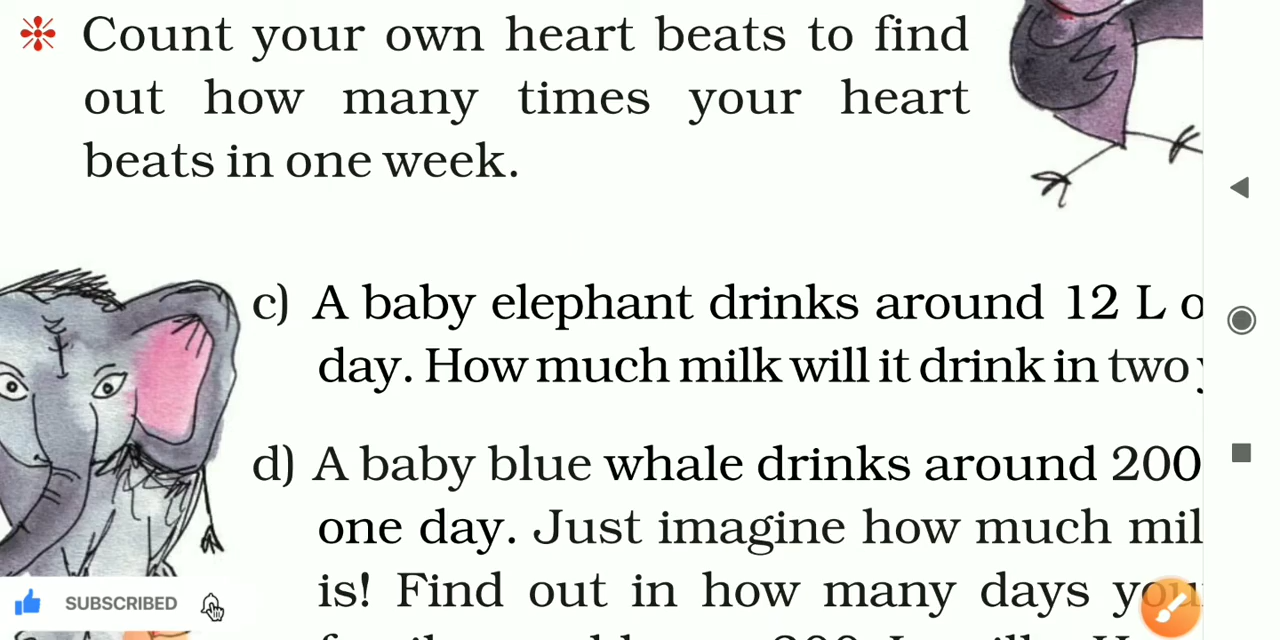 Count your own heart beats to find
out how many times your heart
beats in one week.
c) A baby elephant drinks around 12 L o
day. How much milk will it drink in two
d) A baby blue whale drinks around 200
one day. Just imagine how much mil
is! Find out in how many days you
SUBSCRIBED